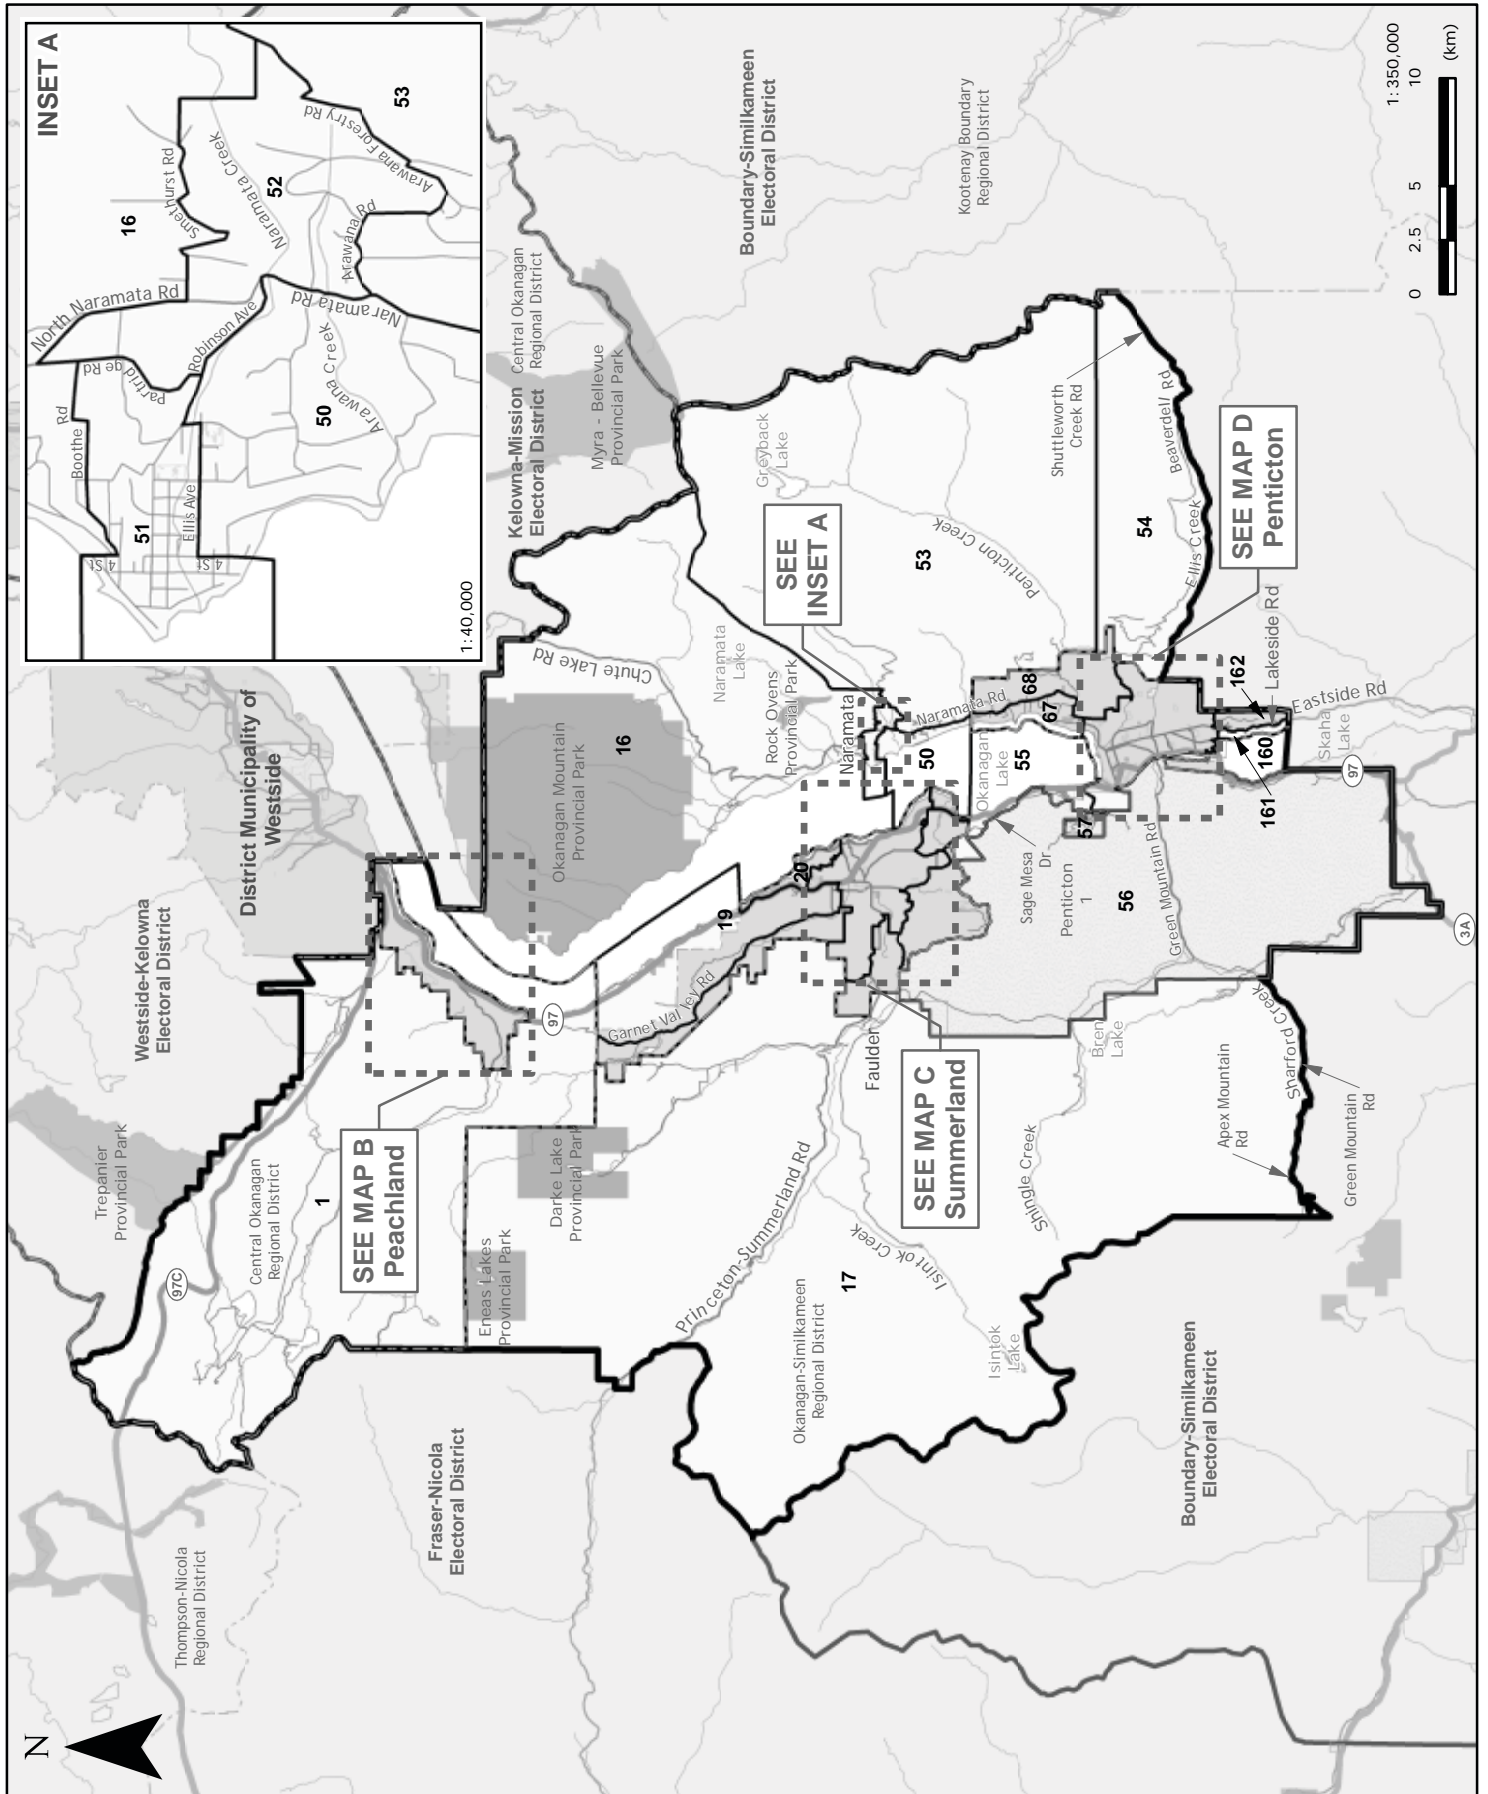 N
INSET A
16
53
52
50
51
North Naramata Rd
Smethurst Rd
Naramata Creek
Arawana Forestry Rd
Arawana Rd
Naramata Rd
Robinson Ave
Partridge Rd
Boothe Rd
Ellis Ave
4 St
4 St
Arawana Creek
1:40,000
1:350,000
0
2.5
5
10
(km)
Thompson-Nicola
Regional District
Fraser-Nicola
Electoral District
Trepanier
Provincial Park
Westside-Kelowna
Electoral District
District Municipality of
Westside
Central Okanagan
Regional District
97C
1
SEE MAP B
Peachland
Eneas Lakes
Provincial Park
Darke Lake
Provincial Park
97
Okanagan Mountain
Provincial Park
16
Chute Lake Rd
Kelowna-Mission
Electoral District
Central Okanagan
Regional District
Myra - Bellevue
Provincial Park
Boundary-Similkameen
Electoral District
Kootenay Boundary
Regional District
Greyback
Lake
Naramata
Lake
Rock Ovens
Provincial Park
SEE
INSET A
Naramata
Naramata Rd
53
Penticton Creek
Shuttleworth
Creek Rd
54
Beaverdell Rd
Ellis Creek
SEE MAP D
Penticton
19
20
Garnet Valley Rd
50
55
Okanagan
Lake
67
68
57
Sage Mesa
Dr
Penticton
1
56
Green Mountain Rd
160
161
162
Lakeside Rd
Eastside Rd
Skaha
Lake
97
3A
Princeton-Summerland Rd
Faulder
SEE MAP C
Summerland
Okanagan-Similkameen
Regional District
17
Isintok Creek
Isintok
Lake
Shingle Creek
Brent
Lake
Sharford Creek
Apex Mountain
Rd
Green Mountain
Rd
Boundary-Similkameen
Electoral District